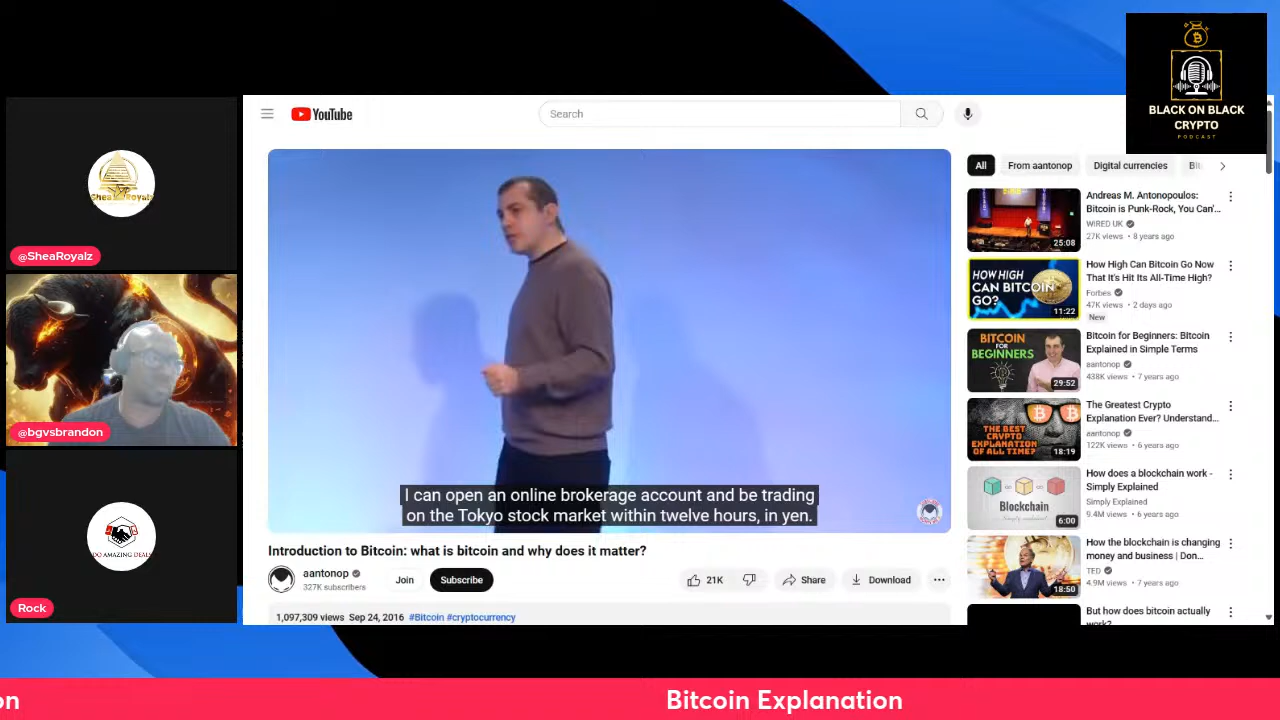 BLACK ON BLACK
CRYPTO
PODCAST
YouTube
Search
All
From aantonop
Digital currencies
I can open an online brokerage account and be trading
on the Tokyo stock market within twelve hours, in yen.
Introduction to Bitcoin: what is bitcoin and why does it matter?
aantonop
327K subscribers
Join
Subscribe
21K
Share
Download
1,097,309 views Sep 24, 2016 #Bitcoin #cryptocurrency
25:08
Andreas M. Antonopoulos:
Bitcoin is Punk-Rock, You Can'...
WIRED UK
27K views • 8 years ago
HOW HIGH
CAN BITCOIN
GO?
11:22
How High Can Bitcoin Go Now
That It's Hit Its All-Time High?
Forbes
47K views • 2 days ago
New
BITCOIN
FOR
BEGINNERS
29:52
Bitcoin for Beginners: Bitcoin
Explained in Simple Terms
aantonop
438K views • 7 years ago
THE BEST
CRYPTO
EXPLANATION
OF ALL TIME?
18:19
The Greatest Crypto
Explanation Ever? Understand...
aantonop
122K views • 6 years ago
Blockchain
Simply Explained
6:00
How does a blockchain work -
Simply Explained
Simply Explained
9.4M views • 6 years ago
18:50
How the blockchain is changing
money and business | Don...
TED
4.9M views • 7 years ago
But how does bitcoin actually
work?
Shea Royalz
@SheaRoyalz
@bgvsbrandon
DO AMAZING DEALS
Rock
on
Bitcoin Explanation